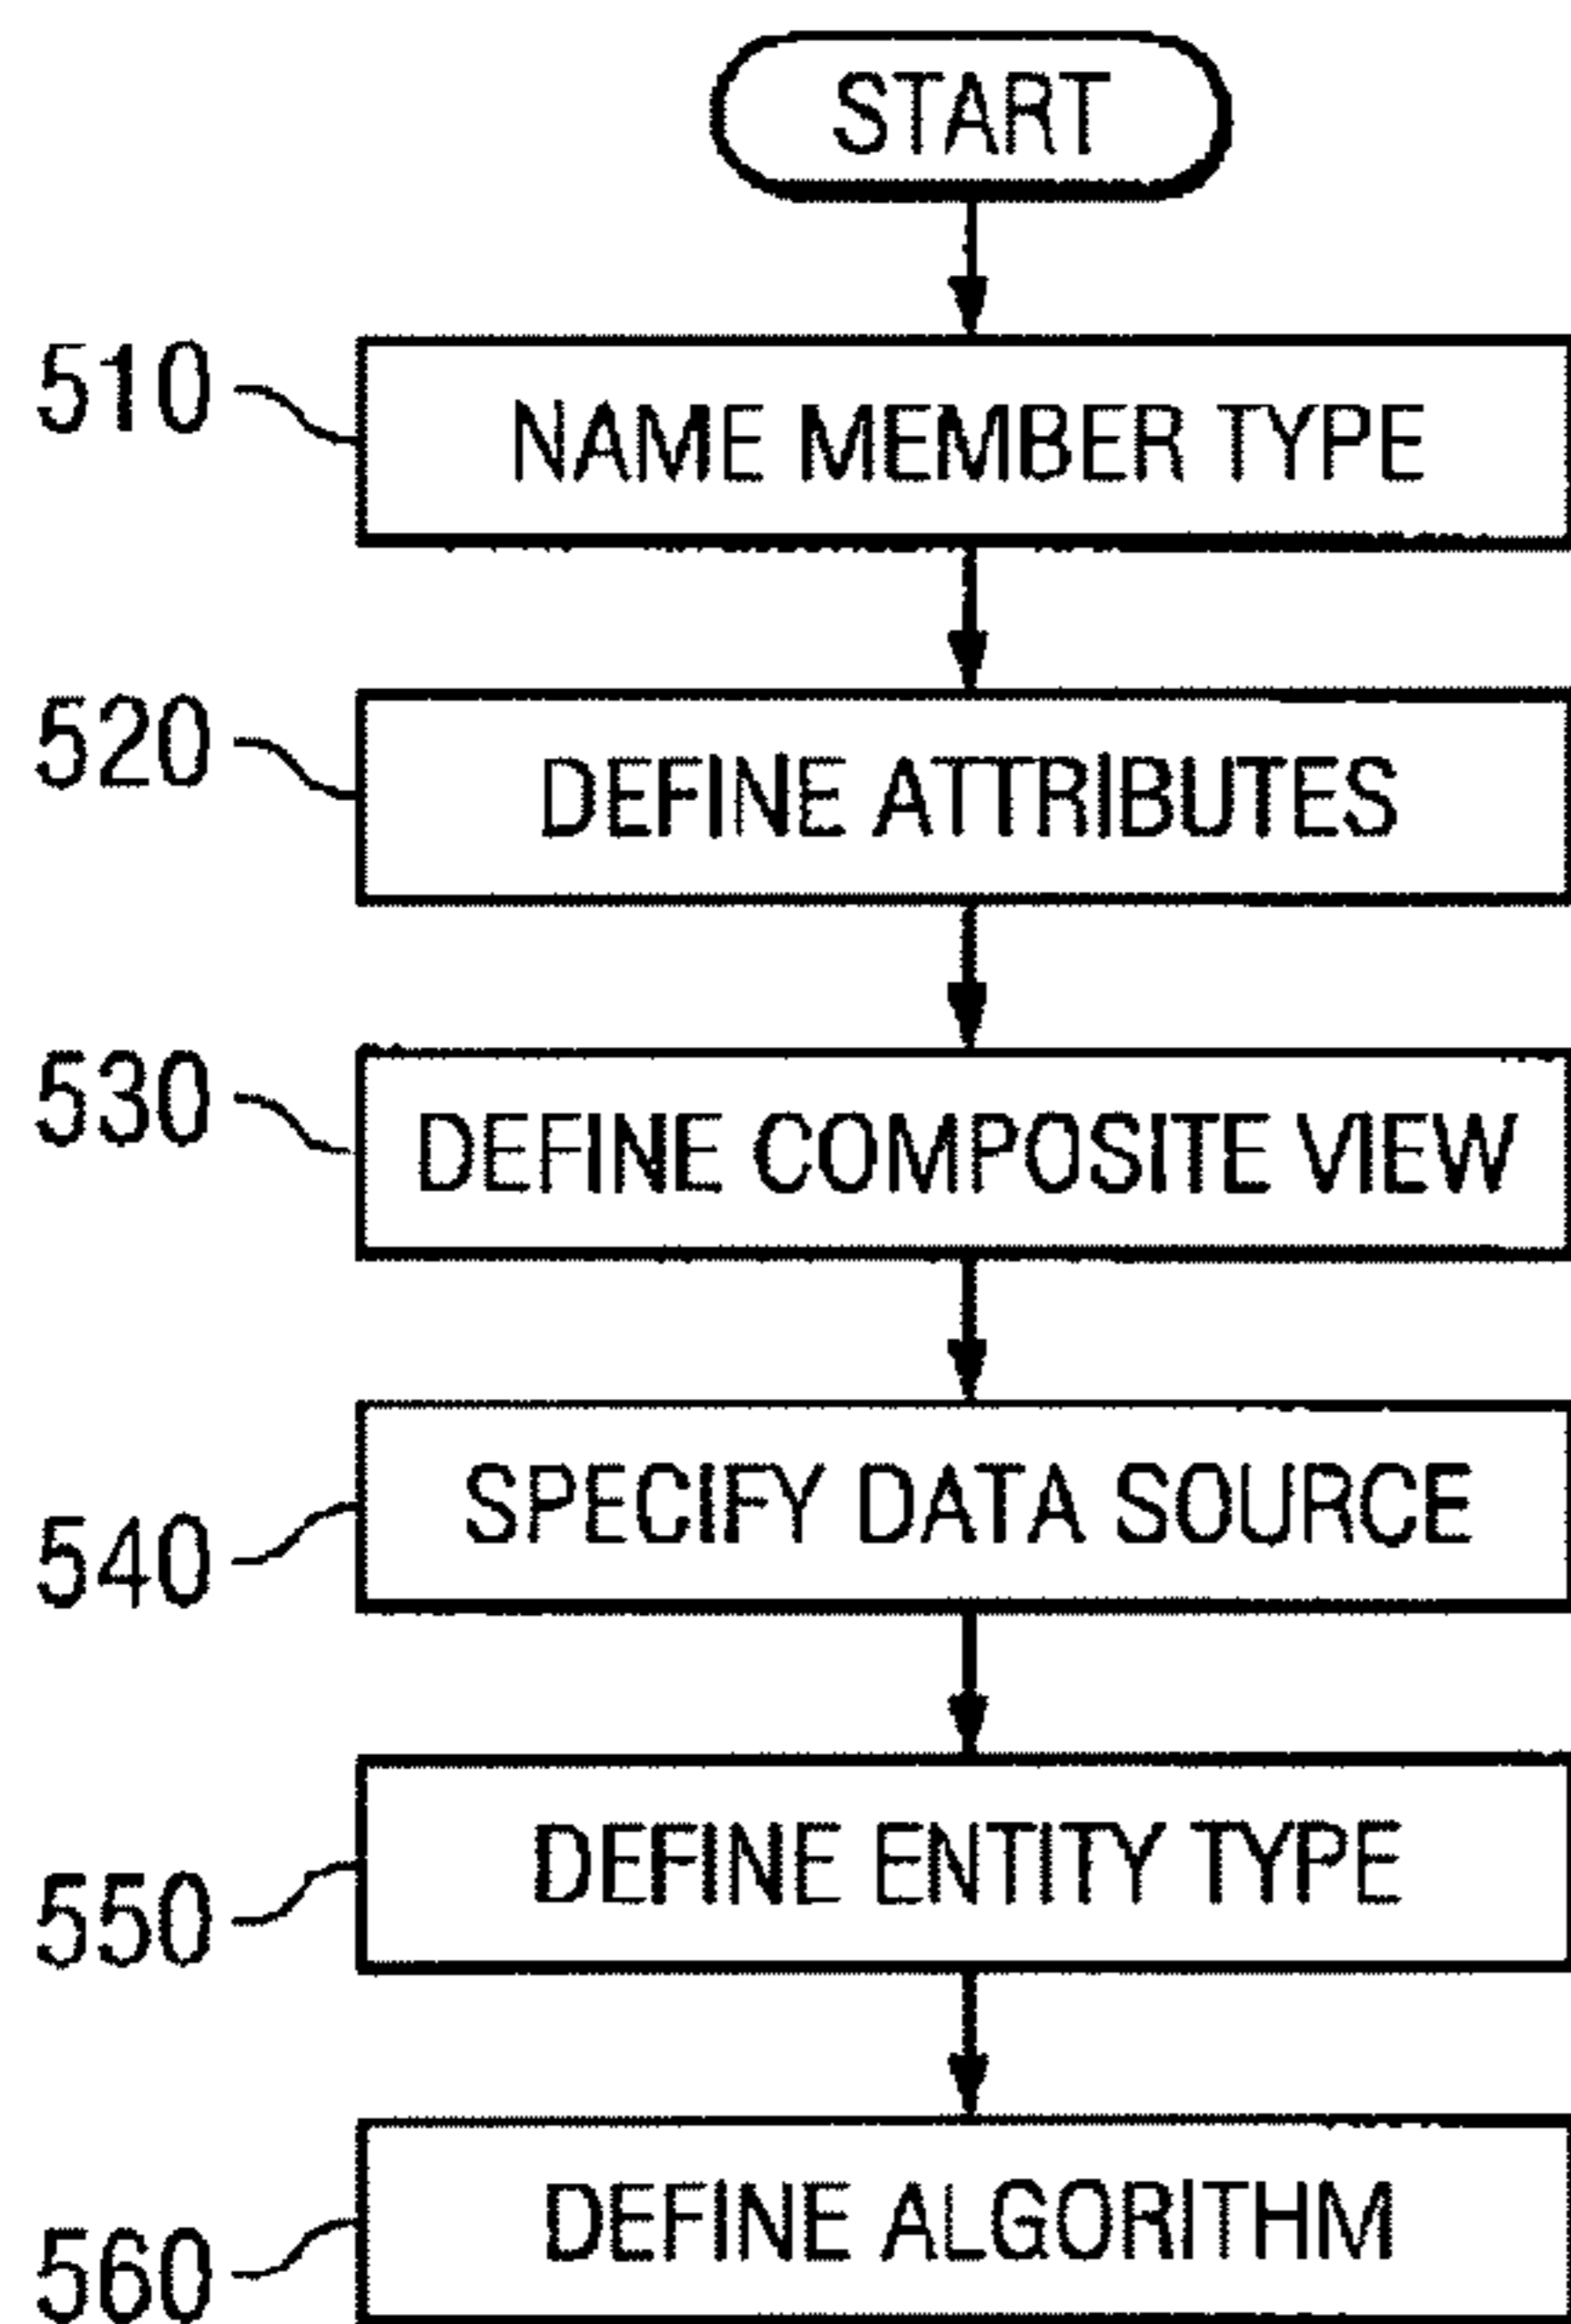 START
510 NAME MEMBER TYPE
520 DEFINE ATTRIBUTES
530 DEFINE COMPOSITE VIEW
540 SPECIFY DATA SOURCE
550 DEFINE ENTITY TYPE
560 DEFINE ALGORITHM